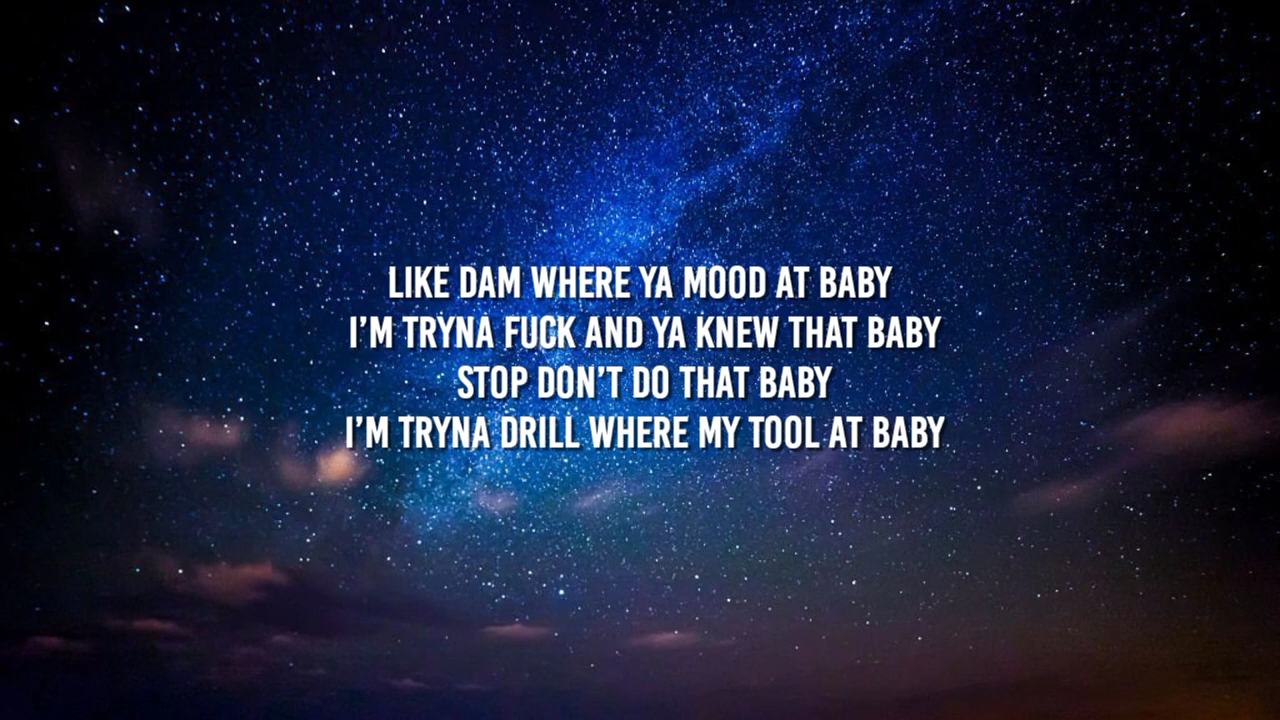 LIKE DAM WHERE YA MOOD AT BABY
I'M TRYNA FUCK AND YA KNEW THAT BABY
STOP DON'T DO THAT BABY
I'M TRYNA DRILL WHERE MY TOOL AT BABY